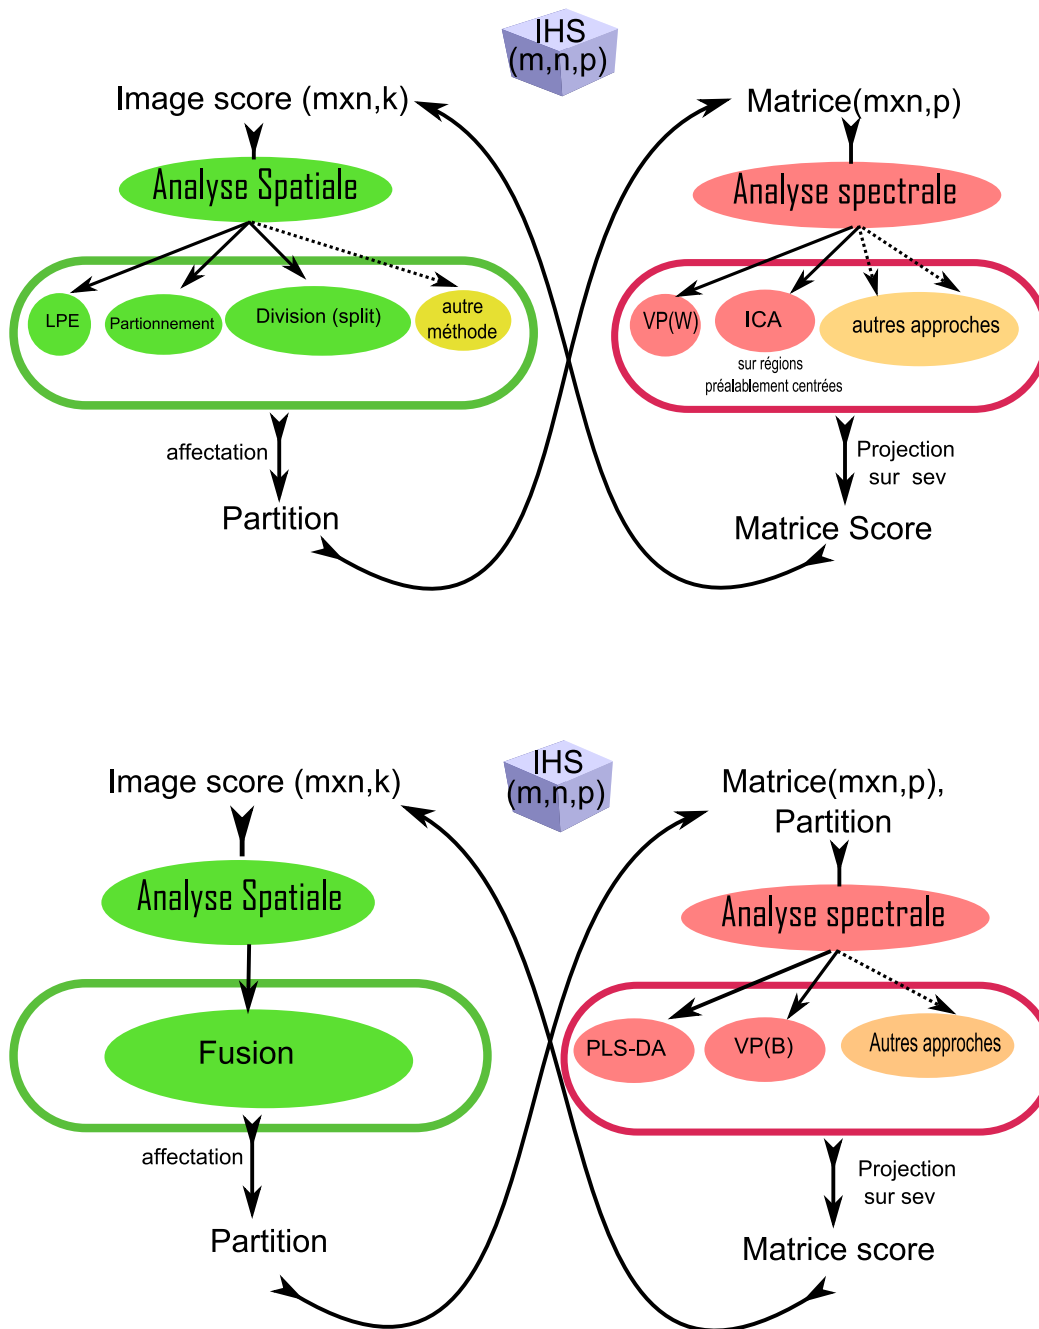 IHS
(m,n,p)
Image score (mxn,k)
Matrice(mxn,p)
Analyse Spatiale
Analyse spectrale
LPE
Partionnement
Division (split)
autre
méthode
VP(W)
ICA
autres approches
sur régions
préalablement centrées
affectation
Projection
sur sev
Partition
Matrice Score
IHS
(m,n,p)
Image score (mxn,k)
Matrice(mxn,p),
Partition
Analyse Spatiale
Analyse spectrale
Fusion
PLS-DA
VP(B)
Autres approches
affectation
Projection
sur sev
Partition
Matrice score